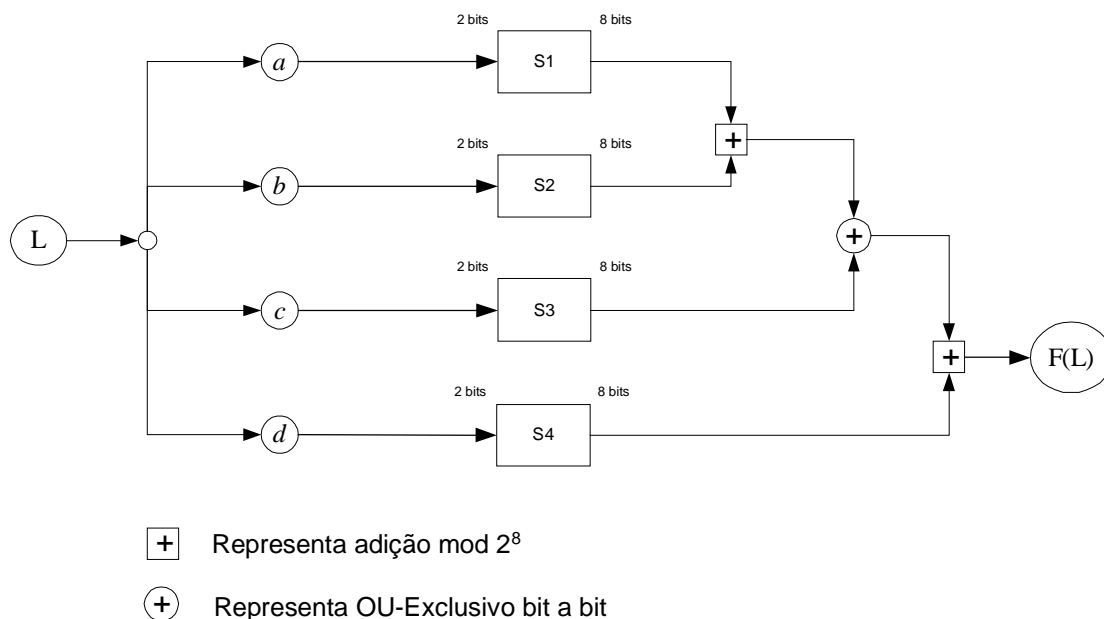 2 bits 8 bits
a S1
+
2 bits 8 bits
b S2
L
+
2 bits 8 bits
c S3
+ F(L)
2 bits 8 bits
d S4
+ Representa adição mod 2⁸
+ Representa OU-Exclusivo bit a bit